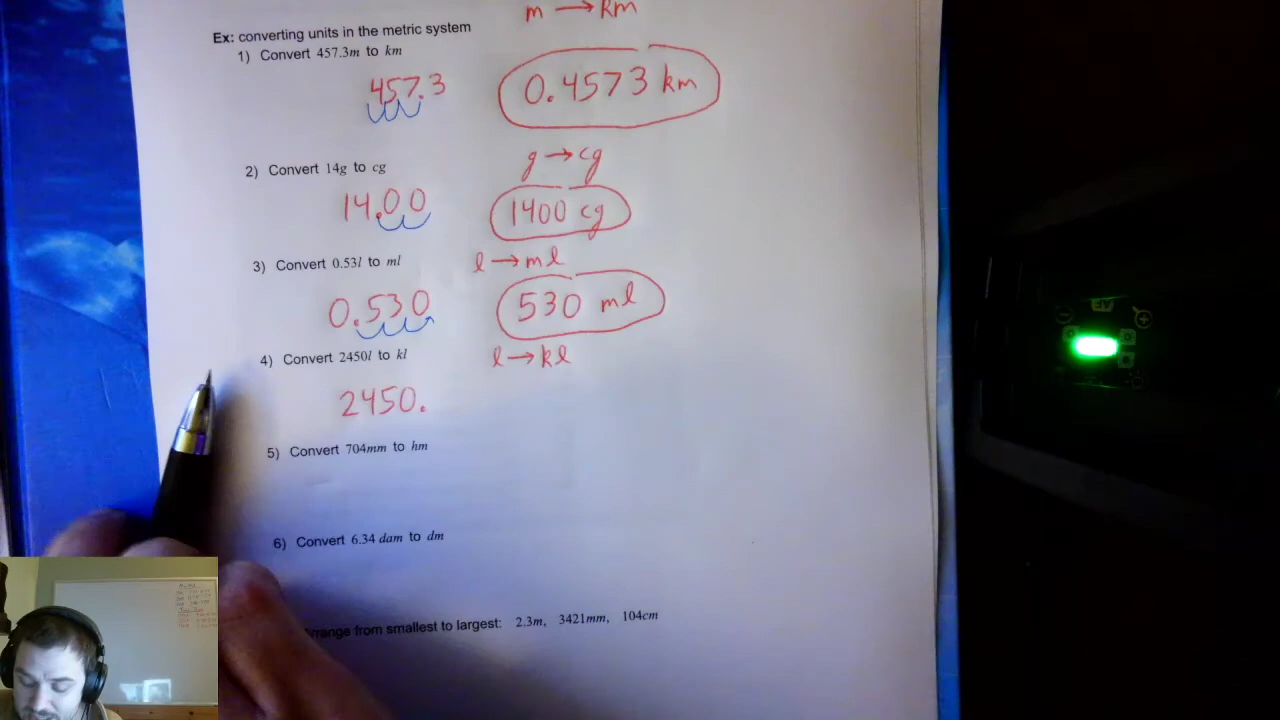 m → km
Ex: converting units in the metric system
1) Convert 457.3m to km
457.3 0.4573 km
2) Convert 14g to cg
g → cg
14.00 1400 cg
3) Convert 0.53l to ml
l → ml
0.530 530 ml
4) Convert 2450l to kl
l → kl
2450.
5) Convert 704mm to hm
6) Convert 6.34 dam to dm
rrange from smallest to largest: 2.3m, 3421mm, 104cm
AF